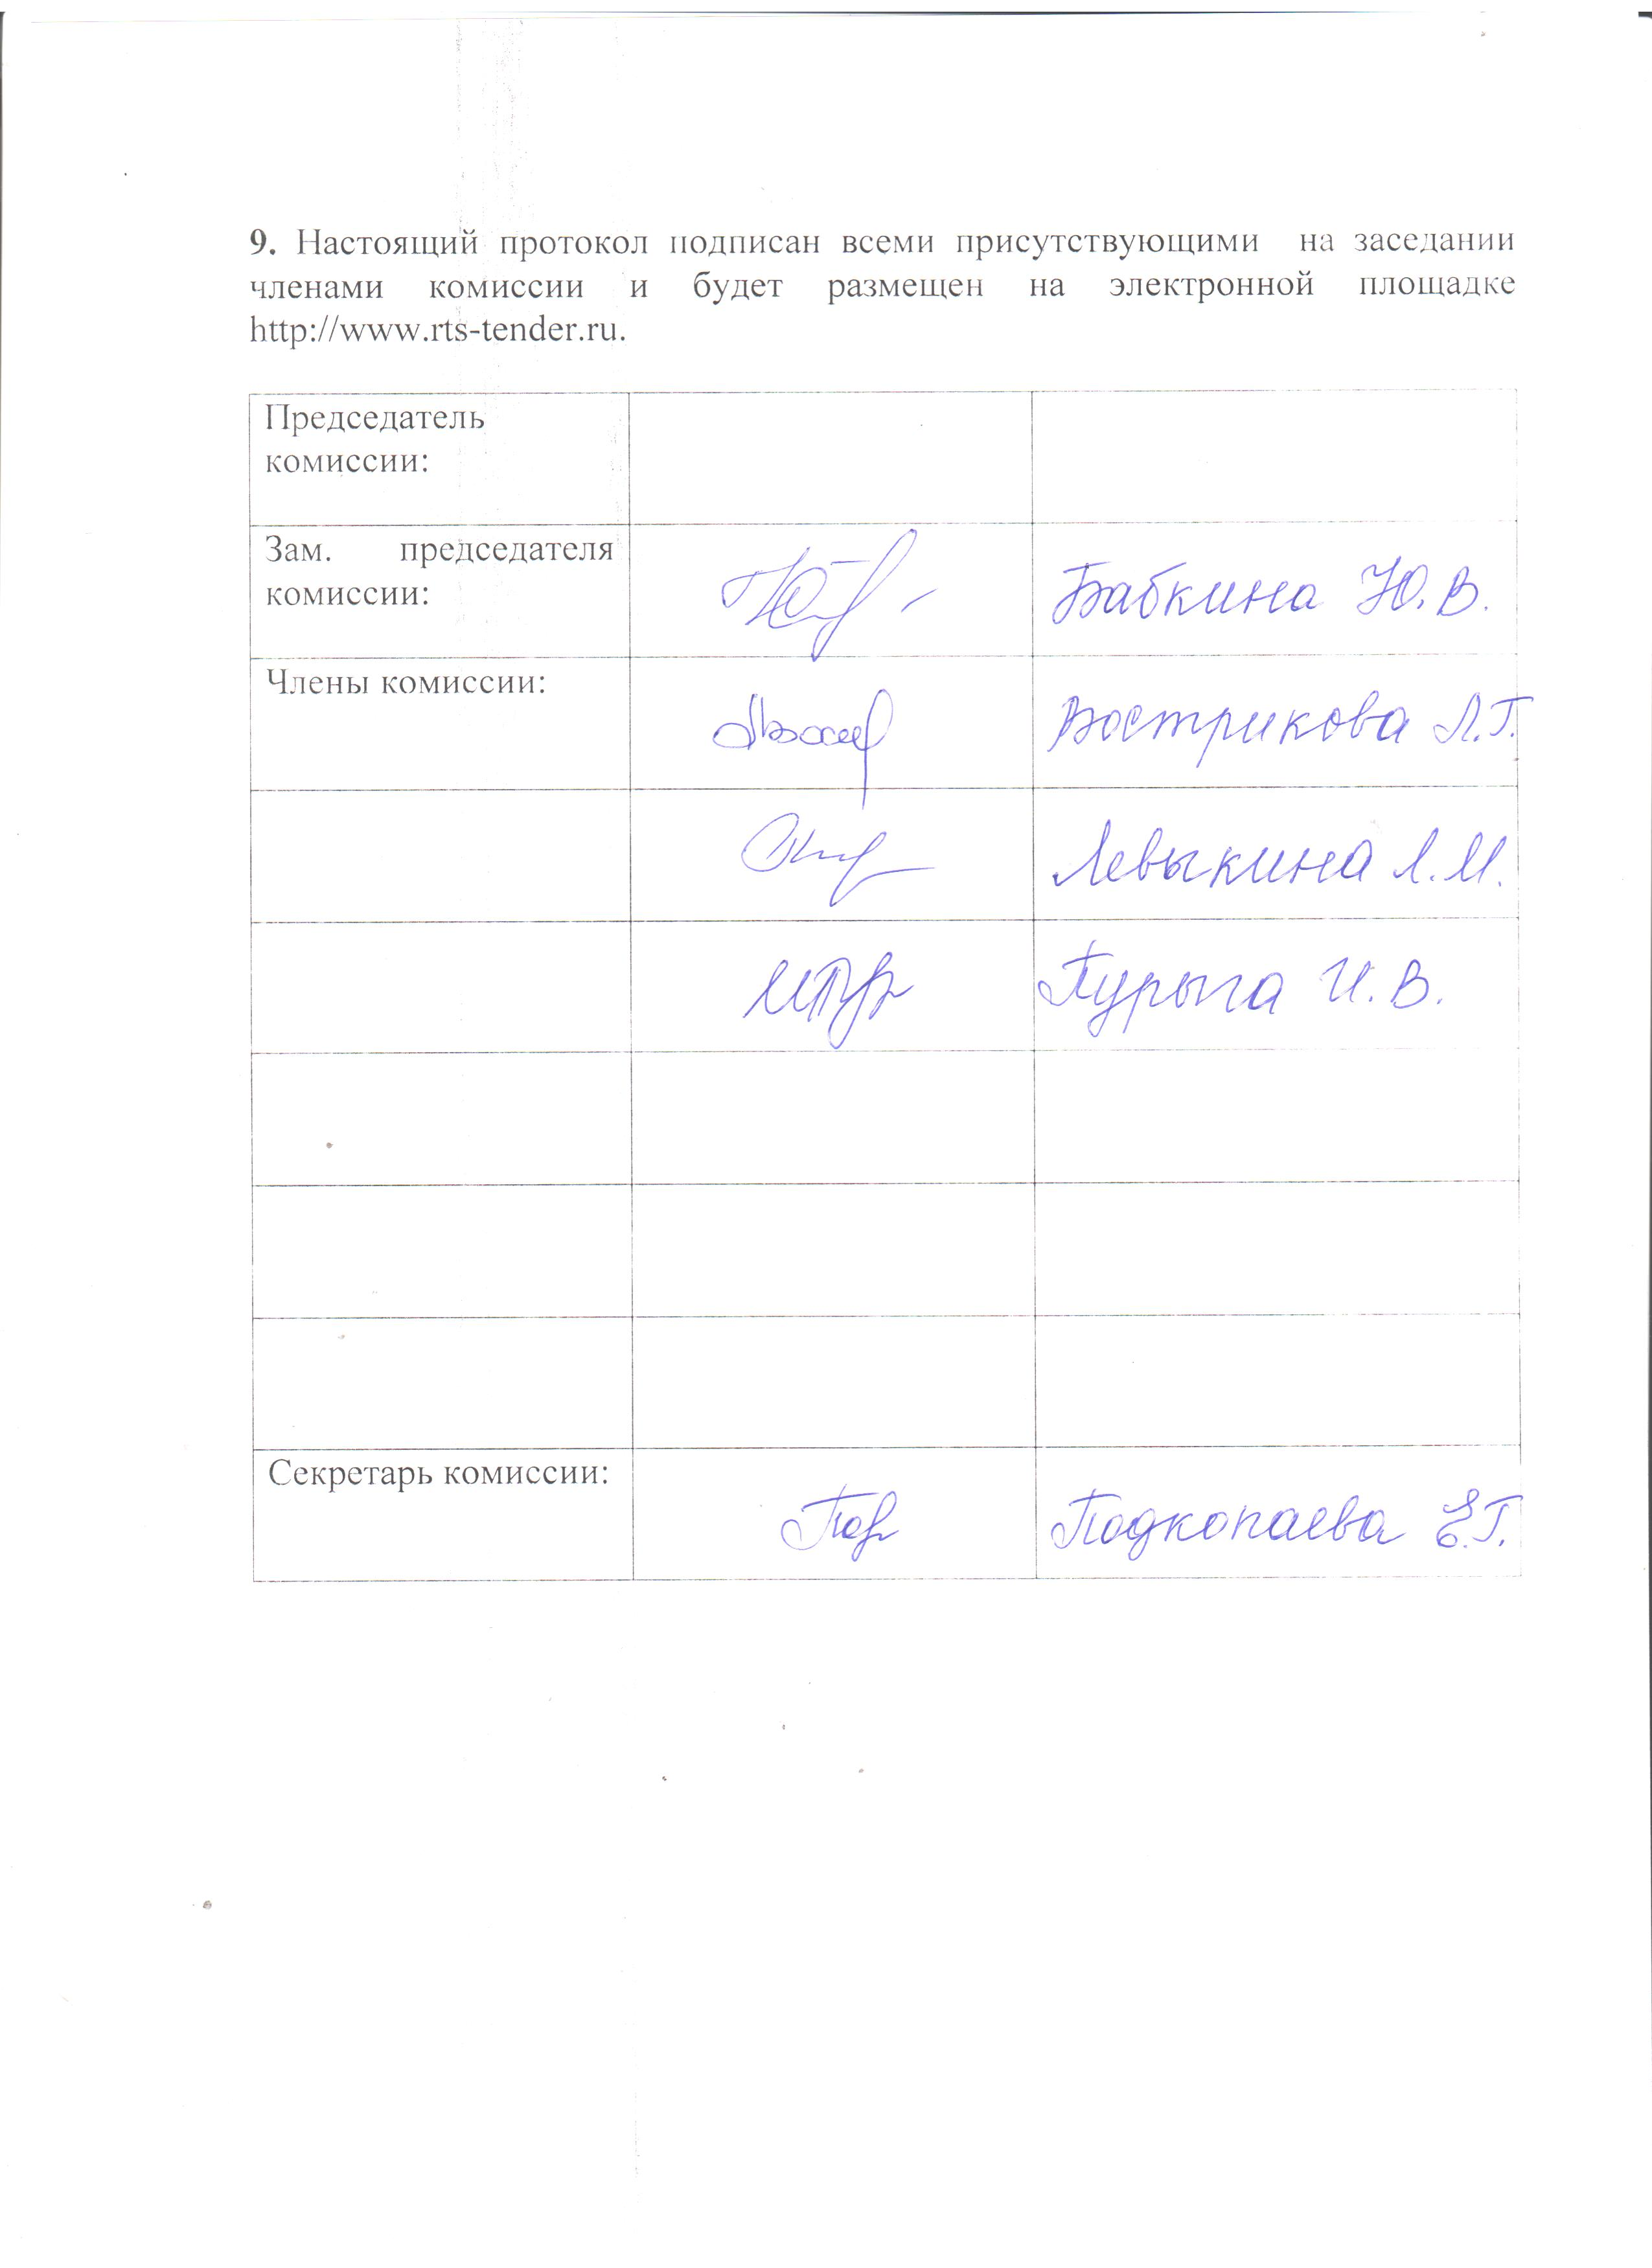 9. Настоящий протокол подписан всеми присутствующими на заседании
членами комиссии и будет размещен на электронной площадке
http://www.rts-tender.ru.
Председатель
комиссии:
Зам. председателя
комиссии:
Бабкина Ю.В.
Члены комиссии:
Вострикова Л.Г.
Левыкина Л.М.
Пурыга И.В.
Секретарь комиссии:
Подкопаева Е.Г.